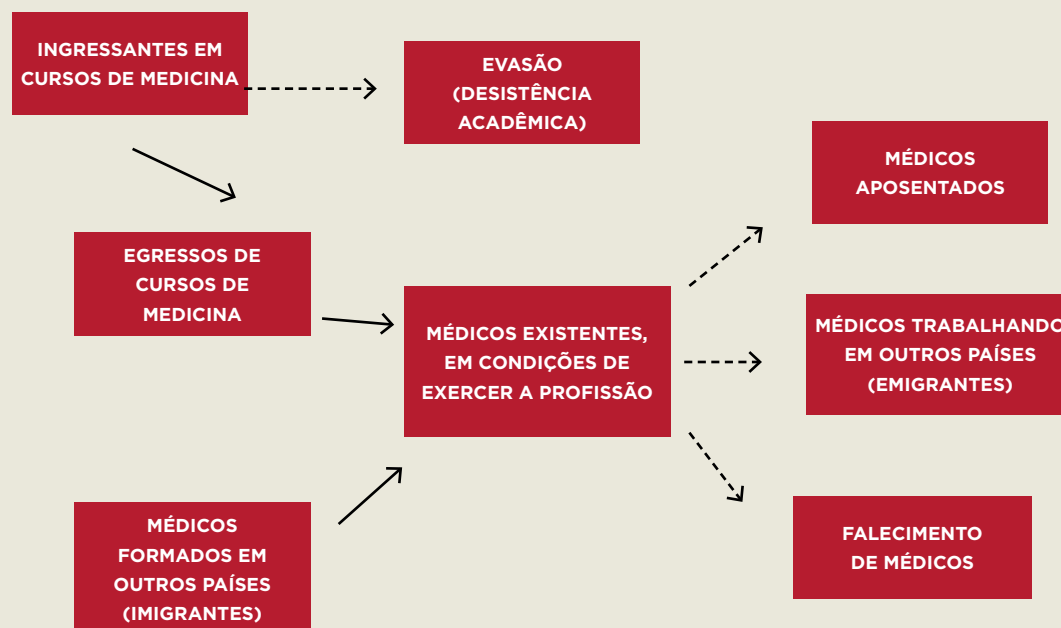 INGRESSANTES EM
CURSOS DE MEDICINA
EVASÃO
(DESISTÊNCIA
ACADÊMICA)
MÉDICOS
APOSENTADOS
EGRESSOS DE
CURSOS DE
MEDICINA
MÉDICOS EXISTENTES,
EM CONDIÇÕES DE
EXERCER A PROFISSÃO
MÉDICOS TRABALHANDO
EM OUTROS PAÍSES
(EMIGRANTES)
MÉDICOS
FORMADOS EM
OUTROS PAÍSES
(IMIGRANTES)
FALECIMENTO
DE MÉDICOS